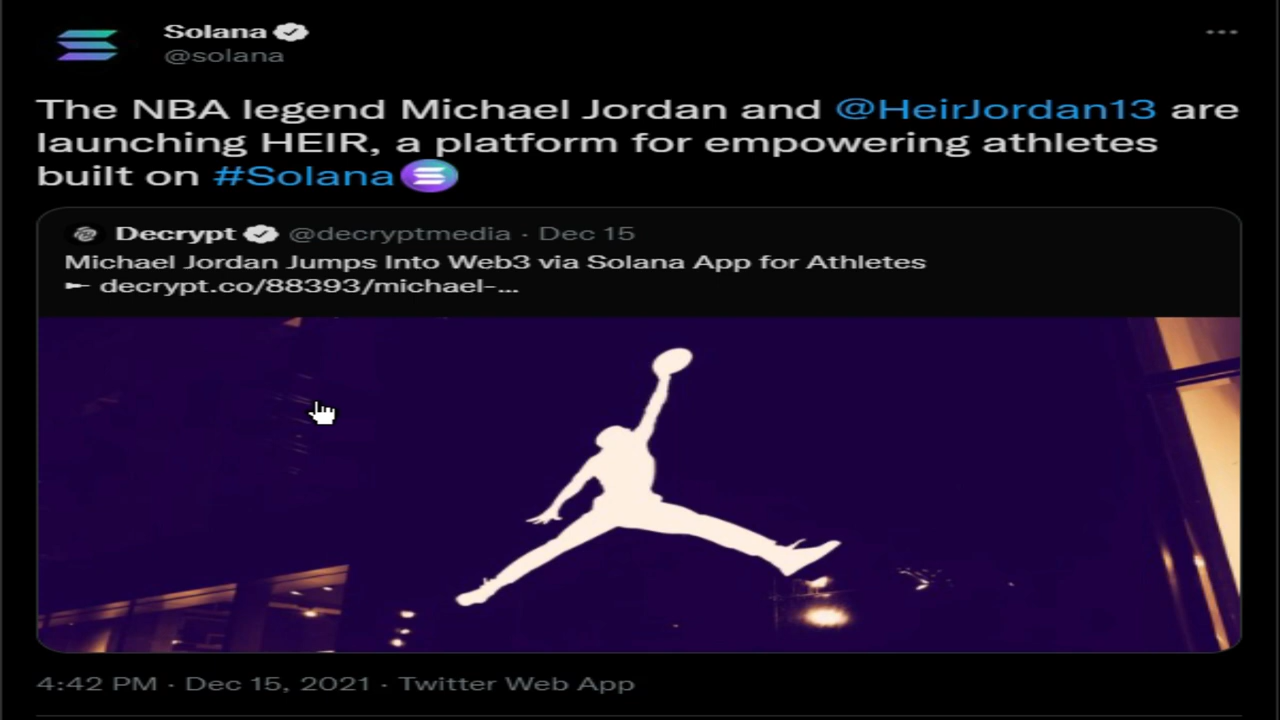 Solana
@solana
The NBA legend Michael Jordan and @HeirJordan13 are
launching HEIR, a platform for empowering athletes
built on #Solana
Decrypt @decryptmedia · Dec 15
Michael Jordan Jumps Into Web3 via Solana App for Athletes
► decrypt.co/88393/michael-...
4:42 PM · Dec 15, 2021 · Twitter Web App